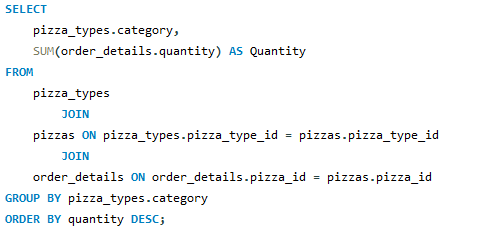 SELECT
pizza_types.category,
SUM(order_details.quantity) AS Quantity
FROM
pizza_types
JOIN
pizzas ON pizza_types.pizza_type_id = pizzas.pizza_type_id
JOIN
order_details ON order_details.pizza_id = pizzas.pizza_id
GROUP BY pizza_types.category
ORDER BY quantity DESC;